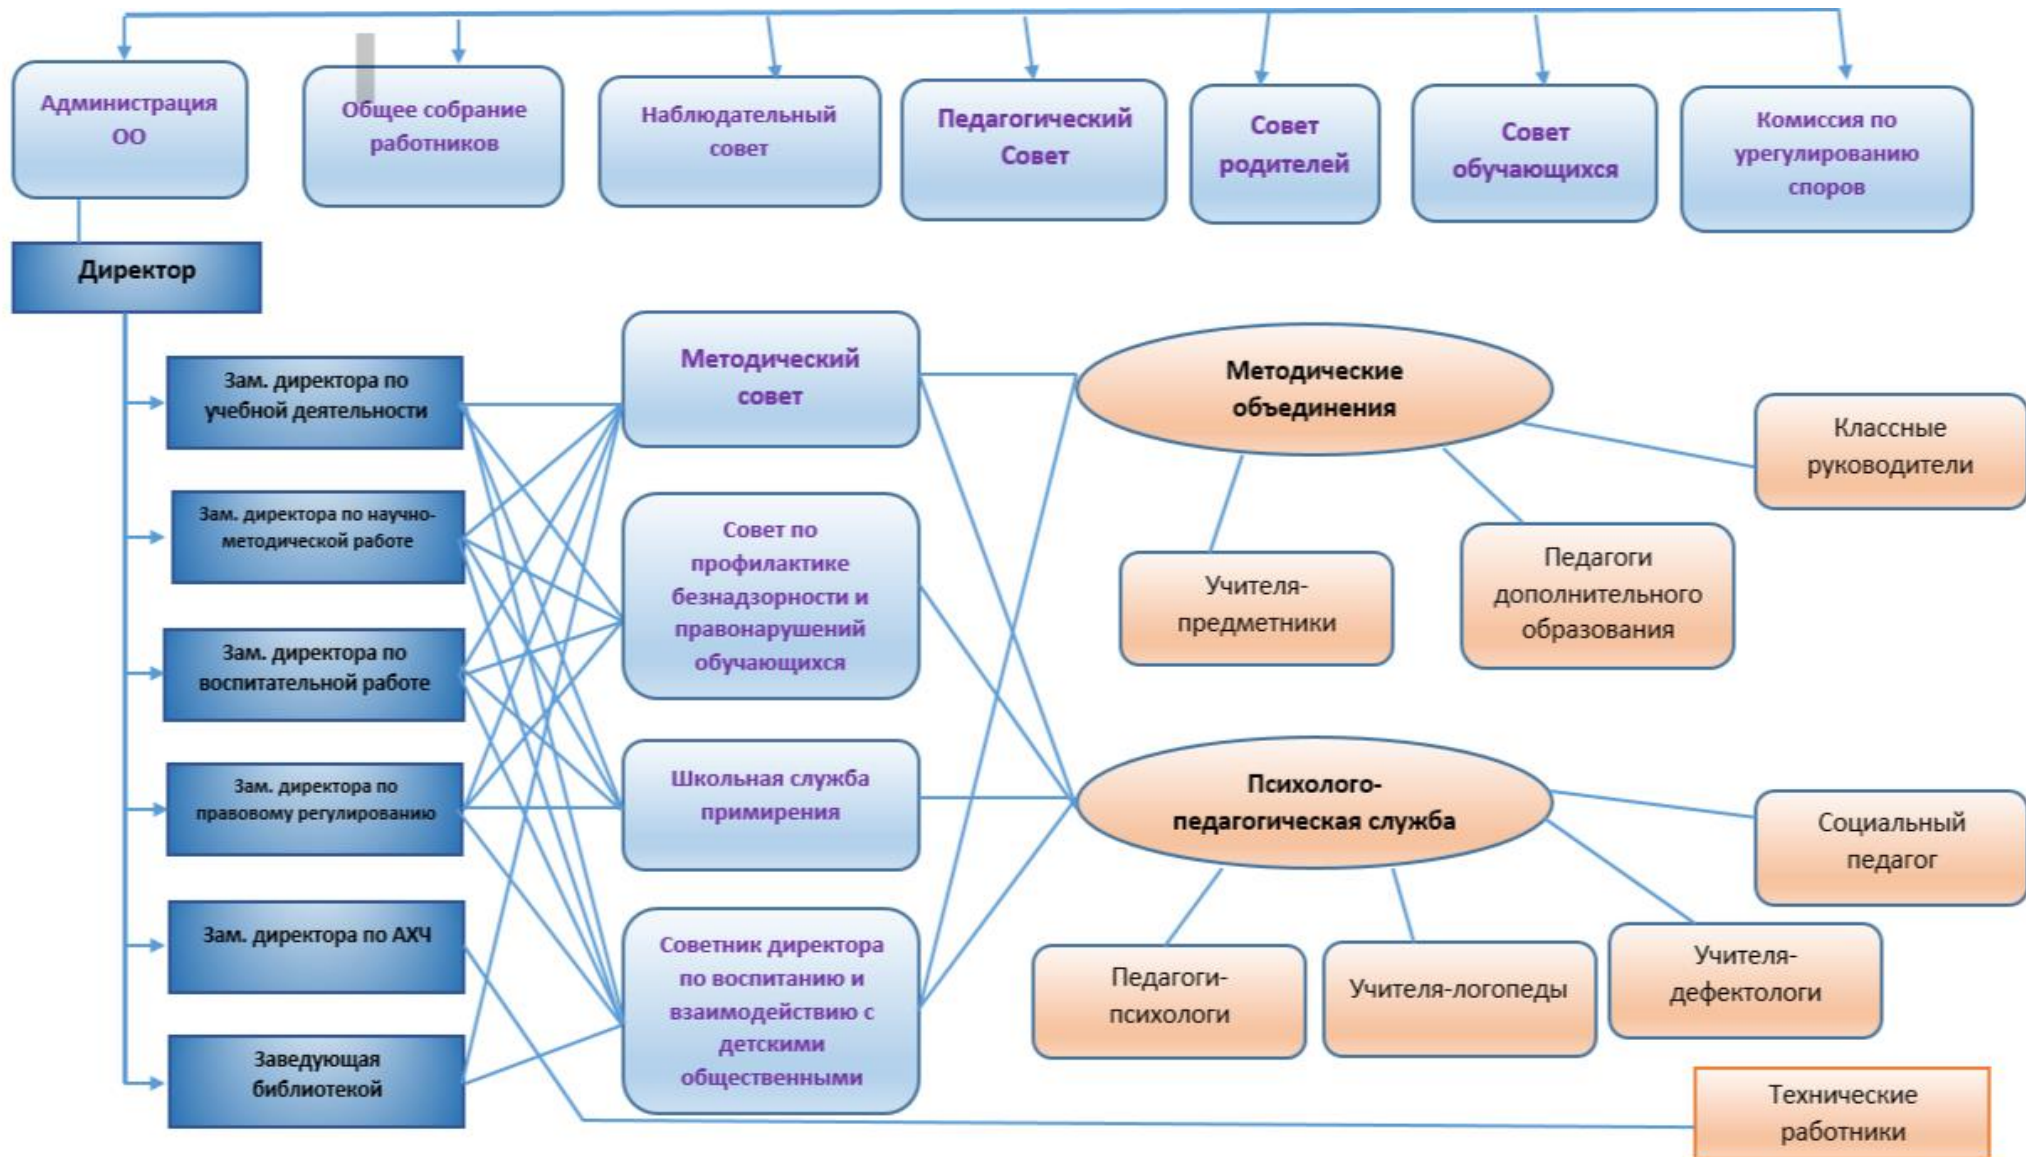 Администрация
ОО
Общее собрание
работников
Наблюдательный
совет
Педагогический
Совет
Совет
родителей
Совет
обучающихся
Комиссия по
урегулированию
споров
Директор
Зам. директора по
учебной деятельности
Зам. директора по научно-
методической работе
Зам. директора по
воспитательной работе
Зам. директора по
правовому регулированию
Зам. директора по АХЧ
Заведующая
библиотекой
Методический
совет
Совет по
профилактике
безнадзорности и
правонарушений
обучающихся
Школьная служба
примирения
Советник директора
по воспитанию и
взаимодействию с
детскими
общественными
Методические
объединения
Классные
руководители
Учителя-
предметники
Педагоги
дополнительного
образования
Психолого-
педагогическая служба
Социальный
педагог
Педагоги-
психологи
Учителя-логопеды
Учителя-
дефектологи
Технические
работники